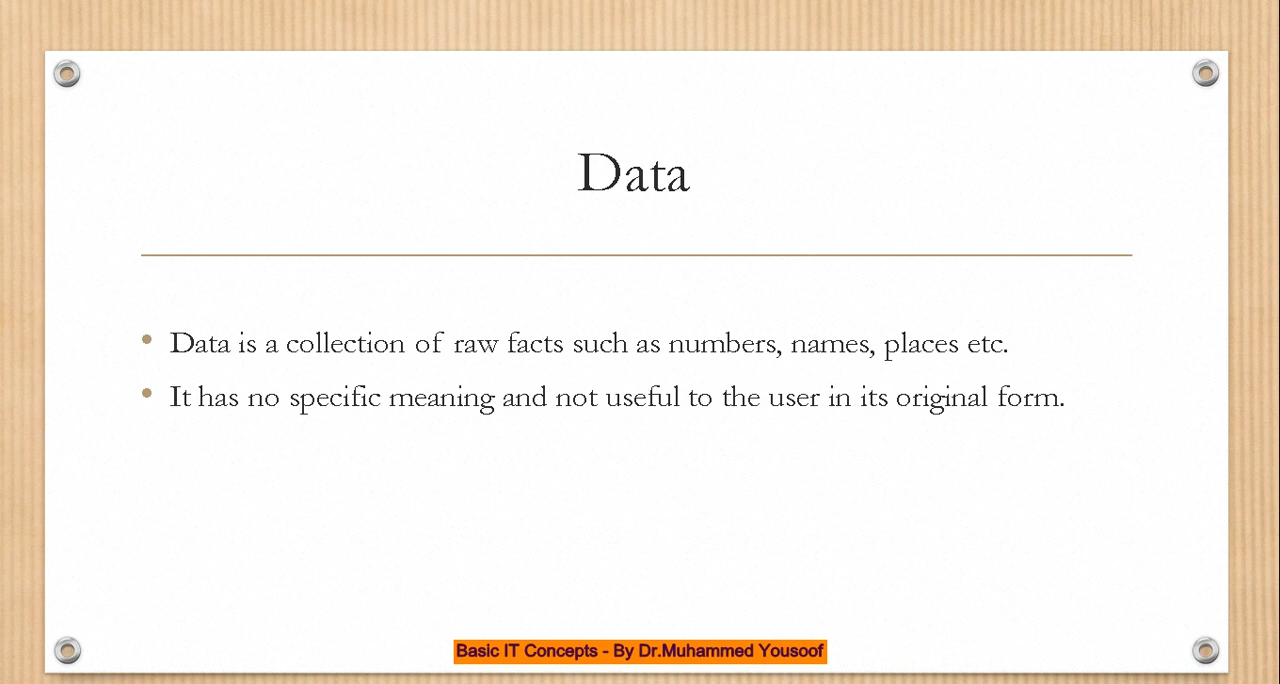 Data
• Data is a collection of raw facts such as numbers, names, places etc.
• It has no specific meaning and not useful to the user in its original form.
Basic IT Concepts - By Dr.Muhammed Yousoof